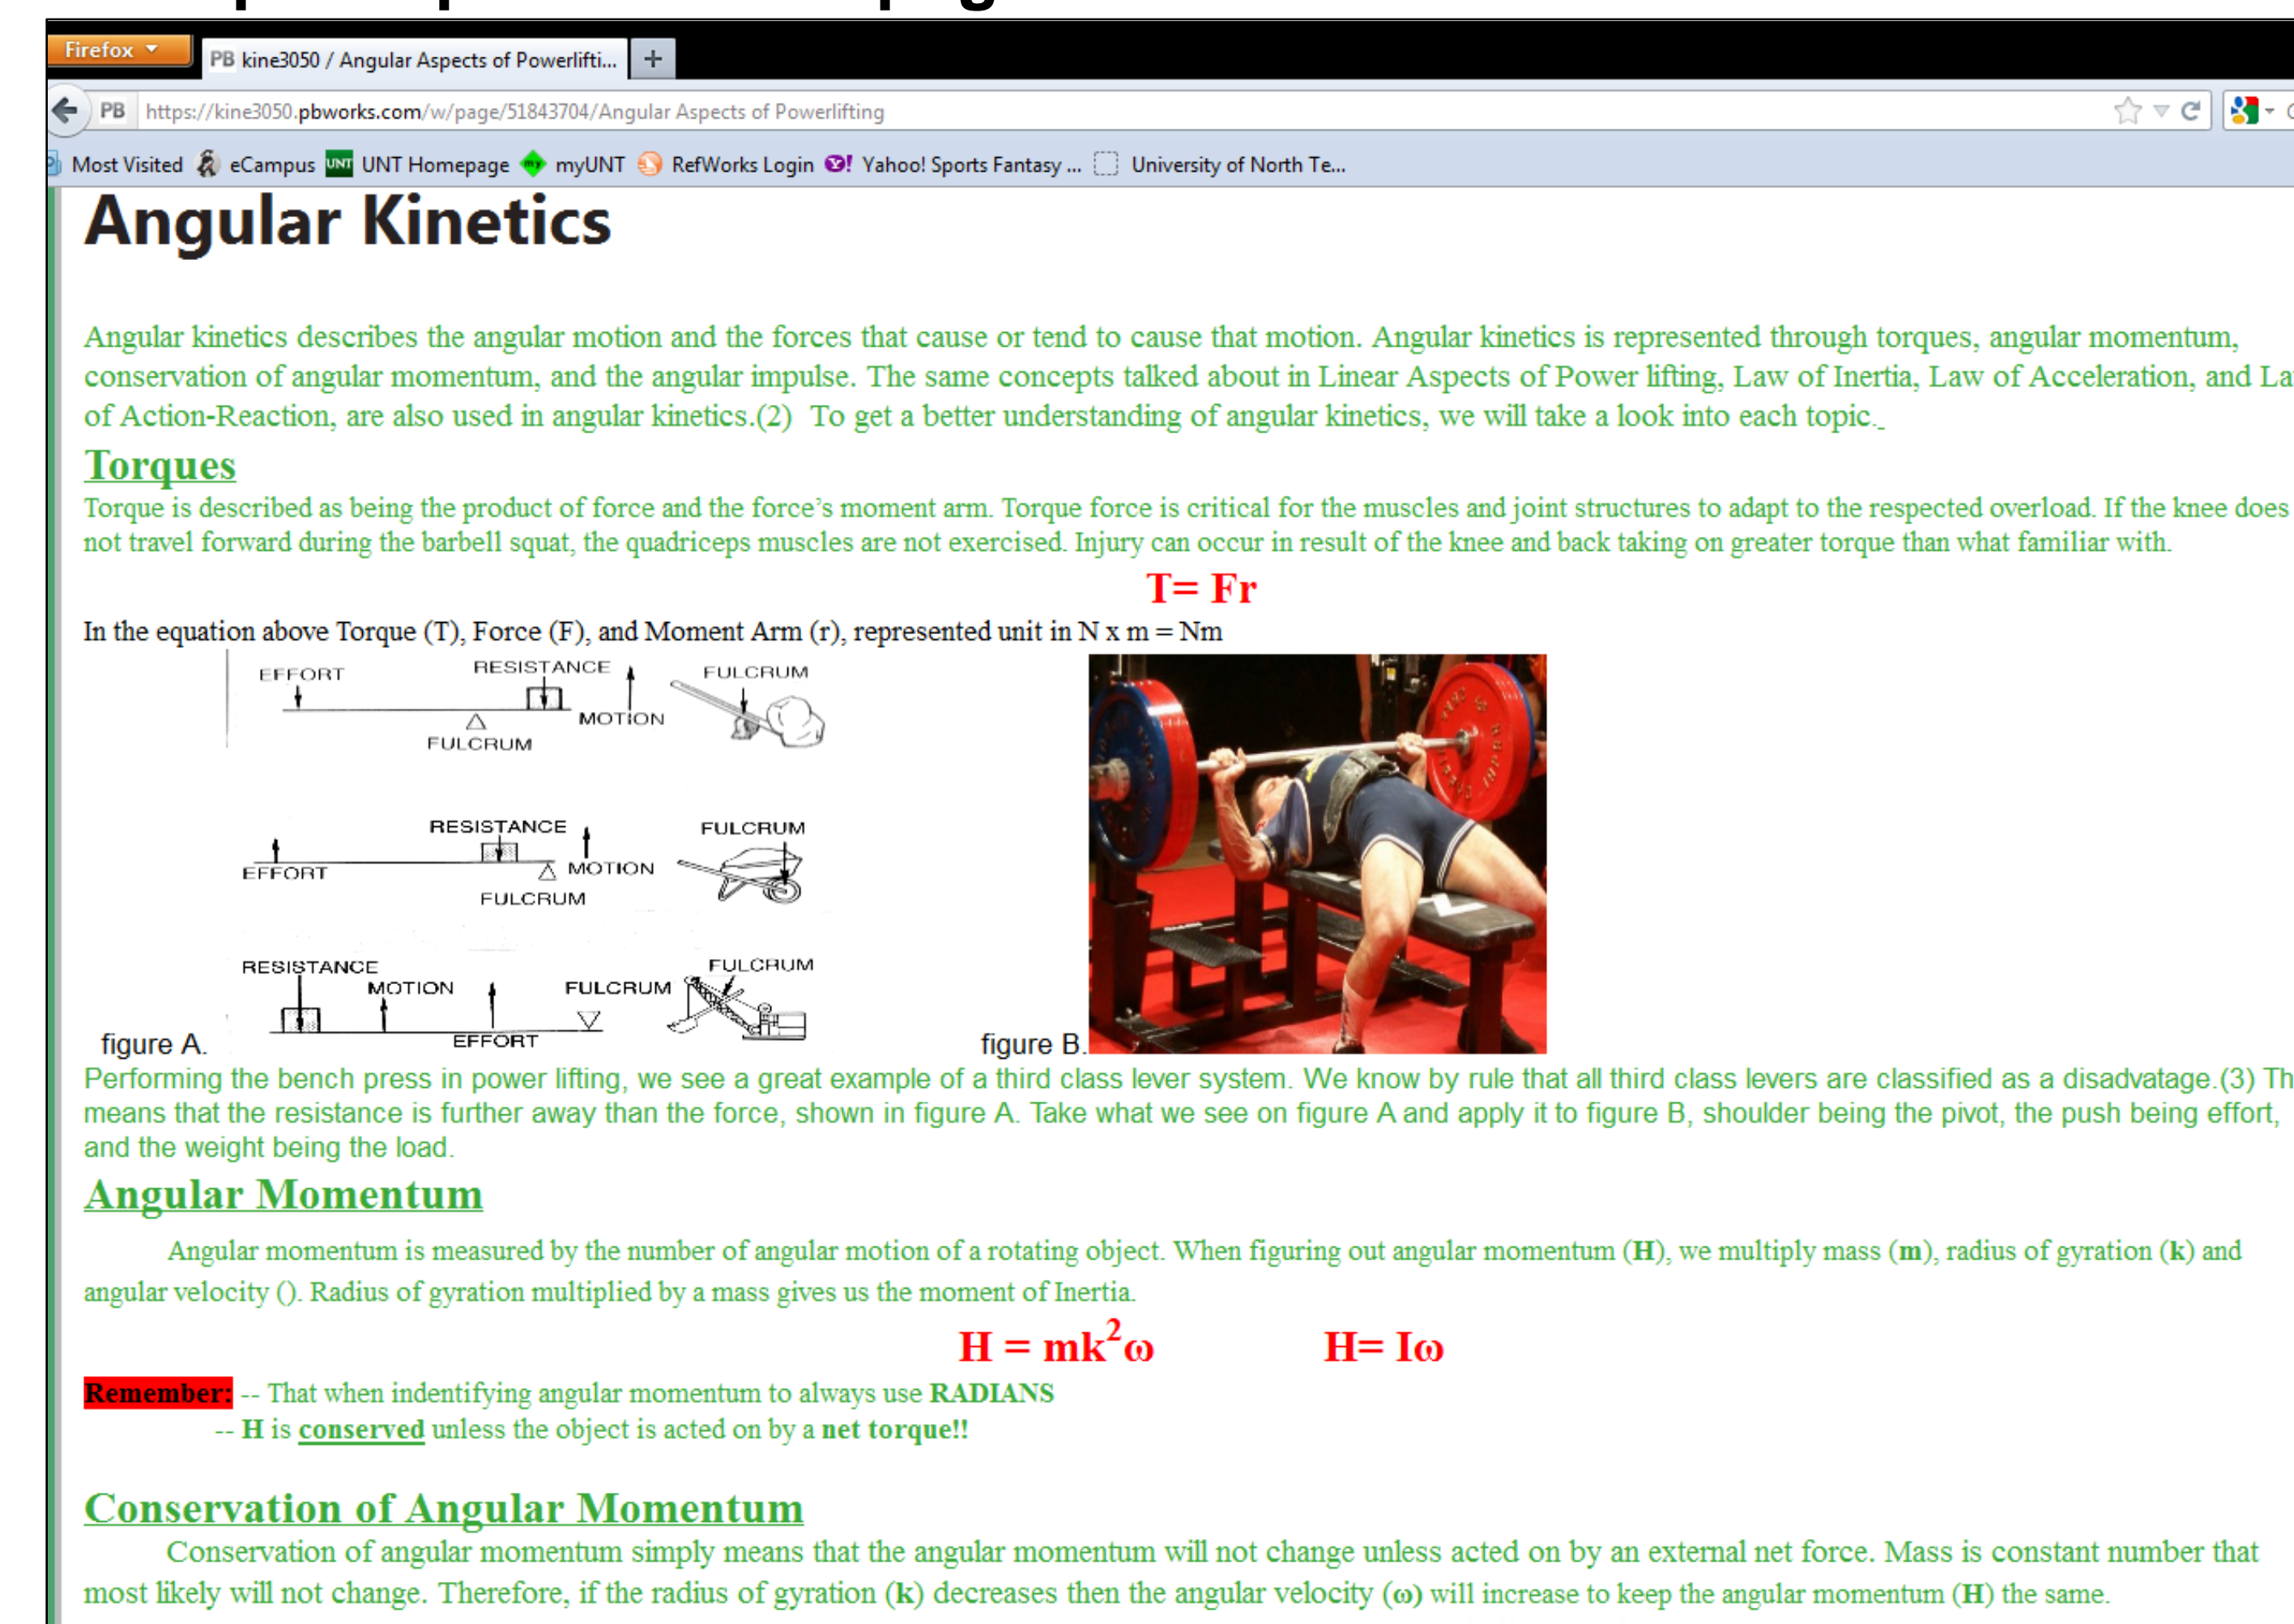 Firefox
PB kine3050 / Angular Aspects of Powerlifti...
PB https://kine3050.pbworks.com/w/page/51843704/Angular Aspects of Powerlifting
Most Visited eCampus UNT UNT Homepage my myUNT RefWorks Login Y! Yahoo! Sports Fantasy ... University of North Te...
Angular Kinetics
Angular kinetics describes the angular motion and the forces that cause or tend to cause that motion. Angular kinetics is represented through torques, angular momentum,
conservation of angular momentum, and the angular impulse. The same concepts talked about in Linear Aspects of Power lifting, Law of Inertia, Law of Acceleration, and La
of Action-Reaction, are also used in angular kinetics.(2) To get a better understanding of angular kinetics, we will take a look into each topic.
Torques
Torque is described as being the product of force and the force's moment arm. Torque force is critical for the muscles and joint structures to adapt to the respected overload. If the knee does
not travel forward during the barbell squat, the quadriceps muscles are not exercised. Injury can occur in result of the knee and back taking on greater torque than what familiar with.
T= Fr
In the equation above Torque (T), Force (F), and Moment Arm (r), represented unit in N x m = Nm
EFFORT RESISTANCE FULCRUM
MOTION
FULCRUM
RESISTANCE FULCRUM
EFFORT MOTION
FULCRUM
RESISTANCE FULCRUM
MOTION FULCRUM
EFFORT
figure A. figure B.
Performing the bench press in power lifting, we see a great example of a third class lever system. We know by rule that all third class levers are classified as a disadvatage.(3) Th
means that the resistance is further away than the force, shown in figure A. Take what we see on figure A and apply it to figure B, shoulder being the pivot, the push being effort,
and the weight being the load.
Angular Momentum
Angular momentum is measured by the number of angular motion of a rotating object. When figuring out angular momentum (H), we multiply mass (m), radius of gyration (k) and
angular velocity (). Radius of gyration multiplied by a mass gives us the moment of Inertia.
H = mk²ω H= Iω
Remember: -- That when indentifying angular momentum to always use RADIANS
-- H is conserved unless the object is acted on by a net torque!!
Conservation of Angular Momentum
Conservation of angular momentum simply means that the angular momentum will not change unless acted on by an external net force. Mass is constant number that
most likely will not change. Therefore, if the radius of gyration (k) decreases then the angular velocity (ω) will increase to keep the angular momentum (H) the same.